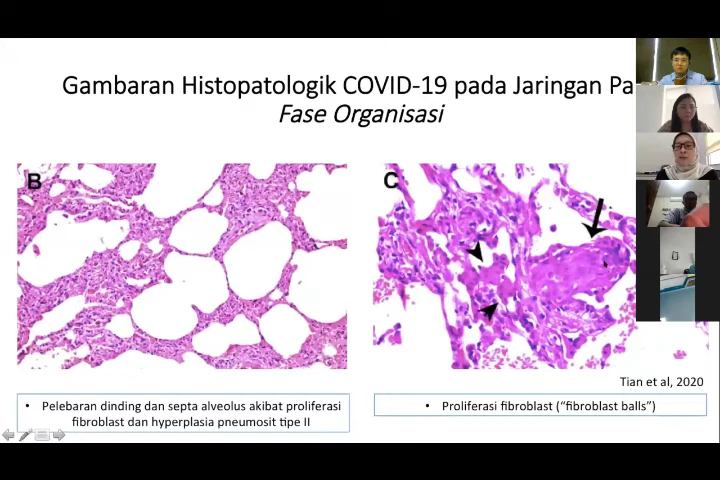 Gambaran Histopatologik COVID-19 pada Jaringan Pa
Fase Organisasi
B
C
Tian et al, 2020
• Pelebaran dinding dan septa alveolus akibat proliferasi
fibroblast dan hyperplasia pneumosit tipe II
• Proliferasi fibroblast (“fibroblast balls”)